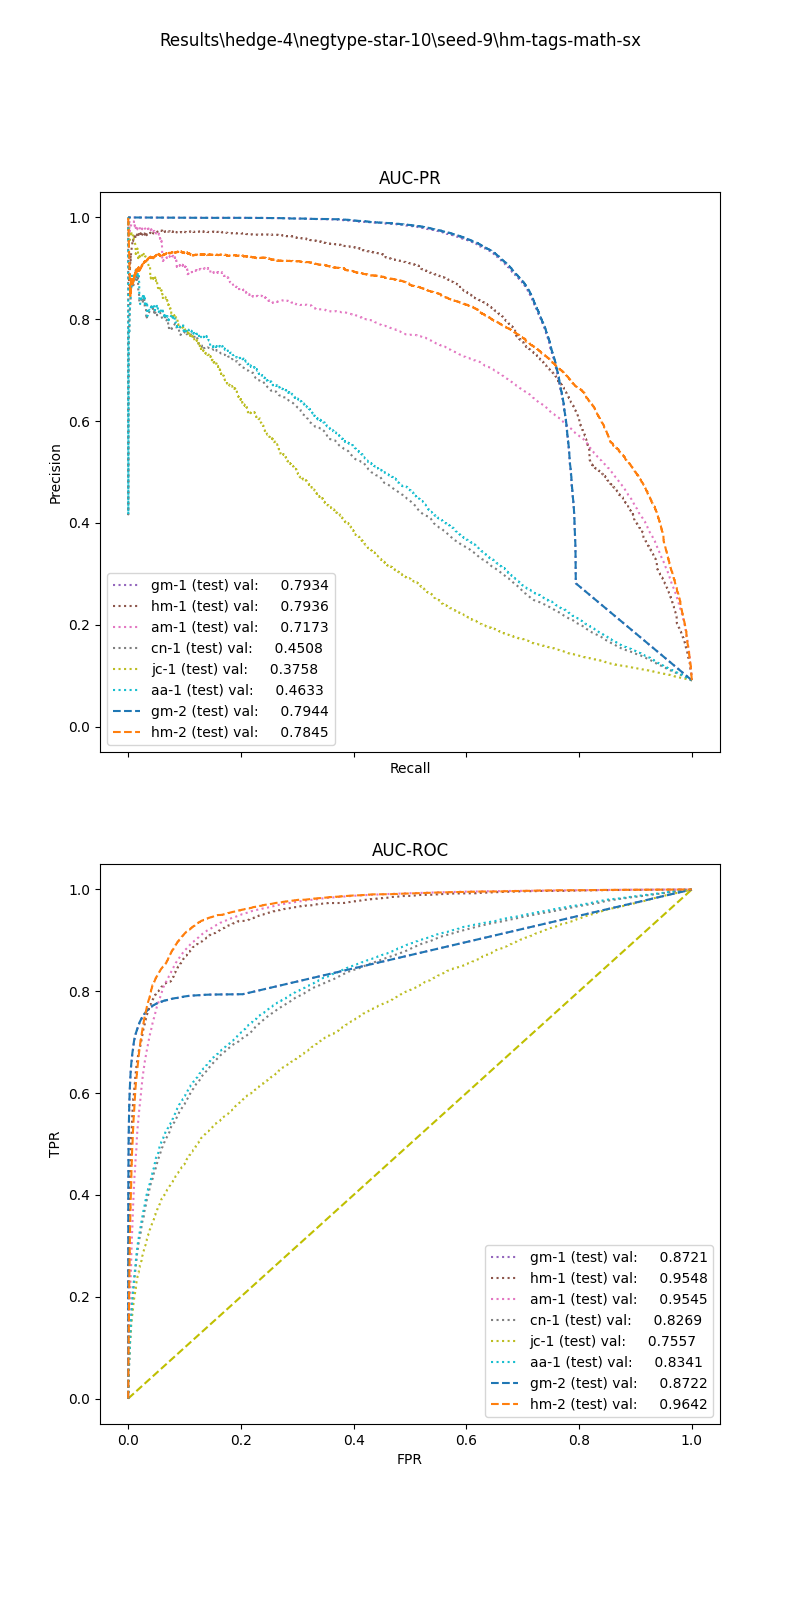 Results\hedge-4\negtype-star-10\seed-9\hm-tags-math-sx
AUC-PR
1.0
0.8
0.6
0.4
0.2
0.0
Precision
gm-1 (test) val: 0.7934
hm-1 (test) val: 0.7936
am-1 (test) val: 0.7173
cn-1 (test) val: 0.4508
jc-1 (test) val: 0.3758
aa-1 (test) val: 0.4633
gm-2 (test) val: 0.7944
hm-2 (test) val: 0.7845
Recall
AUC-ROC
1.0
0.8
0.6
0.4
0.2
0.0
TPR
gm-1 (test) val: 0.8721
hm-1 (test) val: 0.9548
am-1 (test) val: 0.9545
cn-1 (test) val: 0.8269
jc-1 (test) val: 0.7557
aa-1 (test) val: 0.8341
gm-2 (test) val: 0.8722
hm-2 (test) val: 0.9642
0.0 0.2 0.4 0.6 0.8 1.0
FPR